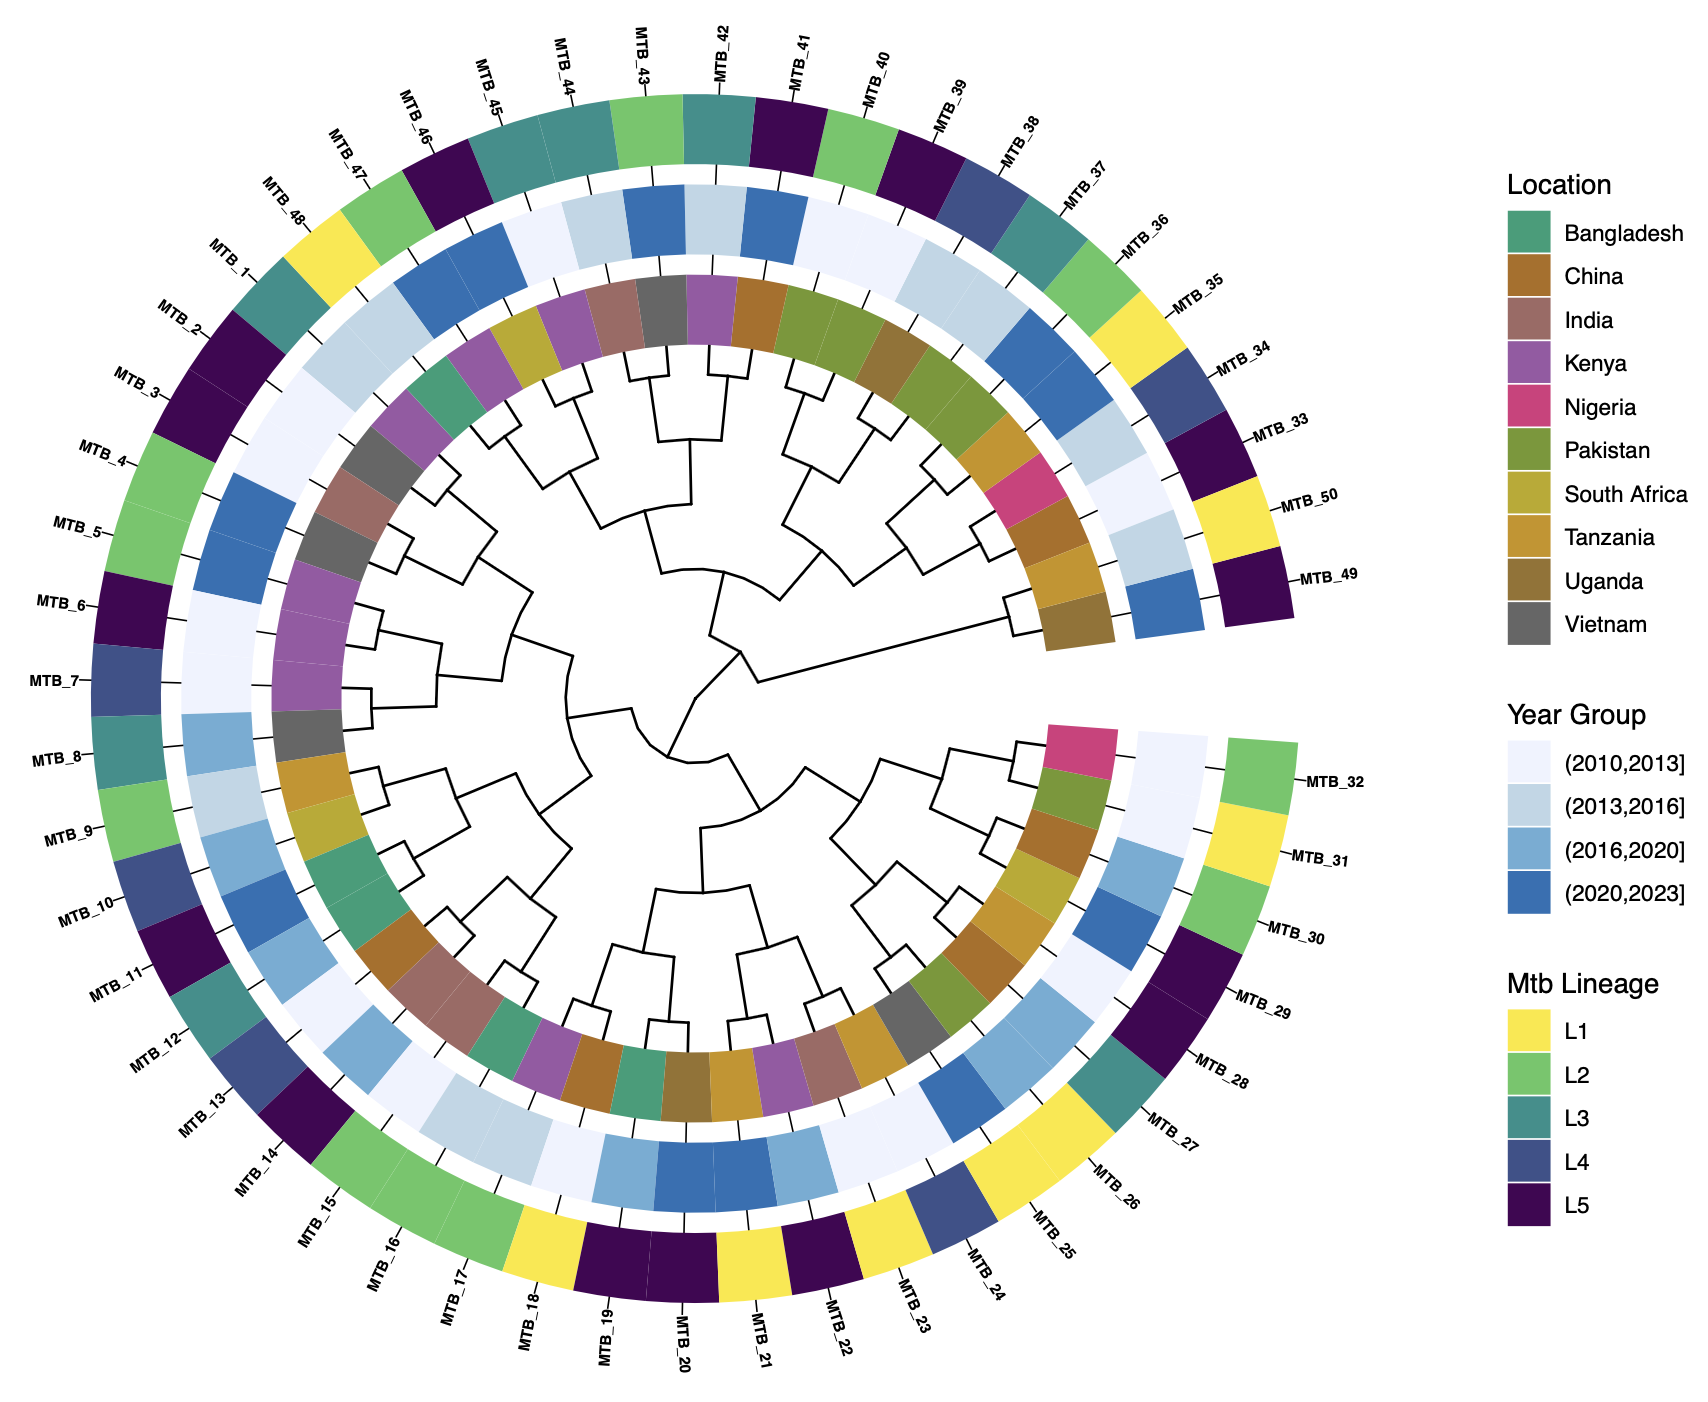 MTB_42
MTB_43
MTB_41
MTB_44
MTB_40
MTB_45
MTB_39
MTB_46
MTB_38
MTB_47
MTB_37
MTB_48
MTB_36
MTB_1
MTB_35
MTB_2
MTB_34
MTB_3
MTB_33
MTB_4
MTB_50
MTB_5
MTB_49
MTB_6
MTB_7
MTB_8
MTB_32
MTB_9
MTB_31
MTB_10
MTB_30
MTB_11
MTB_29
MTB_12
MTB_28
MTB_13
MTB_27
MTB_14
MTB_26
MTB_15
MTB_25
MTB_16
MTB_24
MTB_17
MTB_23
MTB_18
MTB_22
MTB_19
MTB_21
MTB_20
Location
Bangladesh
China
India
Kenya
Nigeria
Pakistan
South Africa
Tanzania
Uganda
Vietnam
Year Group
(2010,2013]
(2013,2016]
(2016,2020]
(2020,2023]
Mtb Lineage
L1
L2
L3
L4
L5